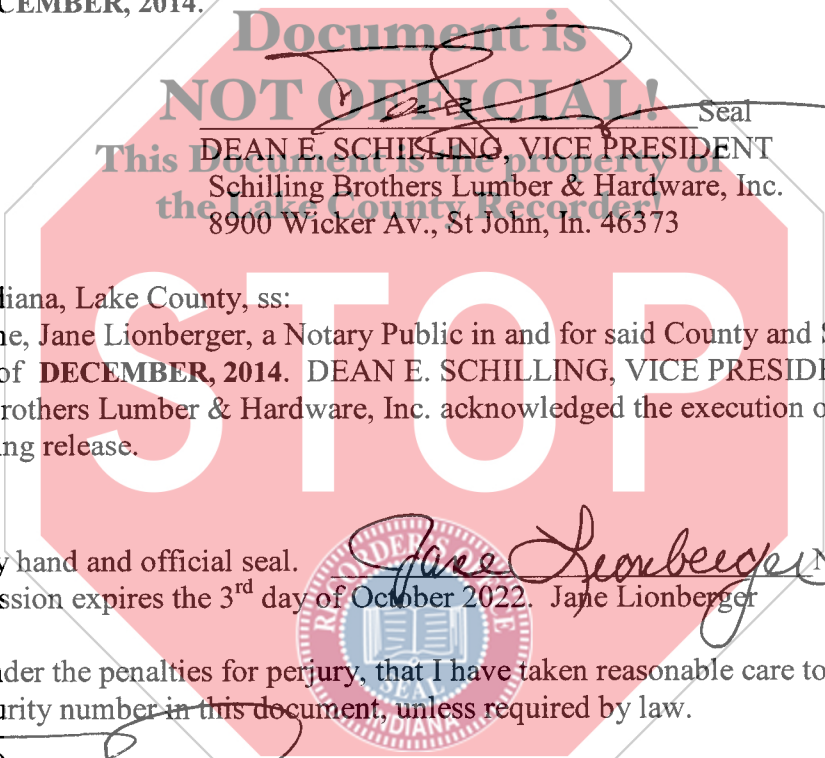 CEMBER, 2014.
Document is
NOT OFFICIAL!
Seal
This Document is the property of
DEAN E. SCHILLING, VICE PRESIDENT
Schilling Brothers Lumber & Hardware, Inc.
the Lake County Recorder!
8900 Wicker Av., St John, In. 46373
STOP
diana, Lake County, ss:
ne, Jane Lionberger, a Notary Public in and for said County and S
of DECEMBER, 2014. DEAN E. SCHILLING, VICE PRESIDE
rothers Lumber & Hardware, Inc. acknowledged the execution o
ng release.
y hand and official seal. Jane Lionberger N
ssion expires the 3rd day of October 2022. Jane Lionberger
RECORDER'S OFFICE
SEAL
INDIANA
nder the penalties for perjury, that I have taken reasonable care to
urity number in this document, unless required by law.